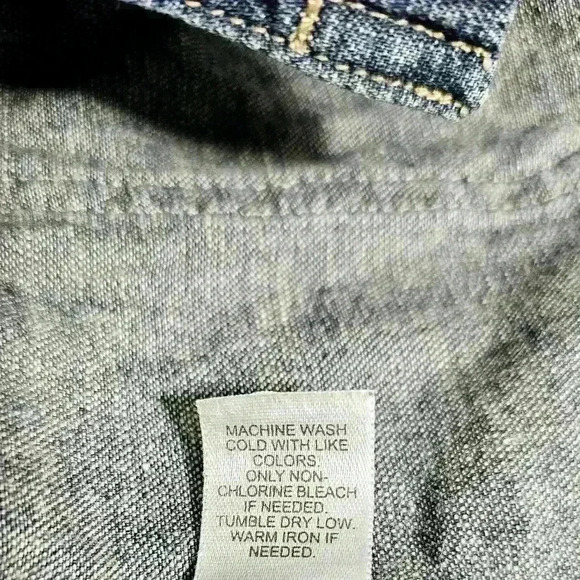 MACHINE WASH
COLD WITH LIKE
COLORS.
ONLY NON-
CHLORINE BLEACH
IF NEEDED.
TUMBLE DRY LOW.
WARM IRON IF
NEEDED.